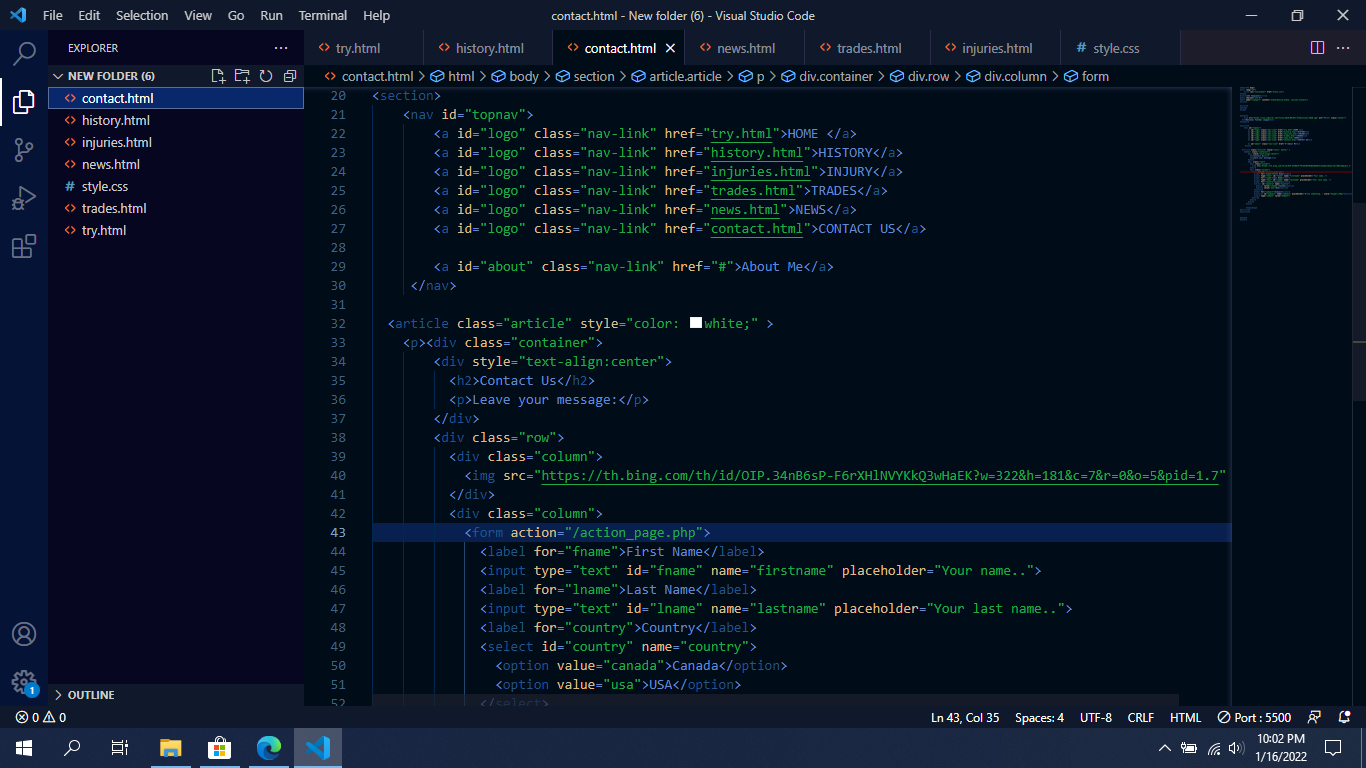 File Edit Selection View Go Run Terminal Help
contact.html - New folder (6) - Visual Studio Code
EXPLORER
NEW FOLDER (6)
contact.html
history.html
injuries.html
news.html
style.css
trades.html
try.html
OUTLINE
try.html history.html contact.html news.html trades.html injuries.html style.css
contact.html > html > body > section > article.article > p > div.container > div.row > div.column > form
20 <section>
21 <nav id="topnav">
22 <a id="logo" class="nav-link" href="try.html">HOME </a>
23 <a id="logo" class="nav-link" href="history.html">HISTORY</a>
24 <a id="logo" class="nav-link" href="injuries.html">INJURY</a>
25 <a id="logo" class="nav-link" href="trades.html">TRADES</a>
26 <a id="logo" class="nav-link" href="news.html">NEWS</a>
27 <a id="logo" class="nav-link" href="contact.html">CONTACT US</a>
28
29 <a id="about" class="nav-link" href="#">About Me</a>
30 </nav>
31
32 <article class="article" style="color: white;" >
33 <p><div class="container">
34 <div style="text-align:center">
35 <h2>Contact Us</h2>
36 <p>Leave your message:</p>
37 </div>
38 <div class="row">
39 <div class="column">
40 <img src="https://th.bing.com/th/id/OIP.34nB6sP-F6rXHlNVYKkQ3wHaEK?w=322&h=181&c=7&r=0&o=5&pid=1.7"
41 </div>
42 <div class="column">
43 <form action="/action_page.php">
44 <label for="fname">First Name</label>
45 <input type="text" id="fname" name="firstname" placeholder="Your name..">
46 <label for="lname">Last Name</label>
47 <input type="text" id="lname" name="lastname" placeholder="Your last name..">
48 <label for="country">Country</label>
49 <select id="country" name="country">
50 <option value="canada">Canada</option>
51 <option value="usa">USA</option>
52 </select>
1
0 0 Ln 43, Col 35 Spaces: 4 UTF-8 CRLF HTML Port : 5500
10:02 PM
1/16/2022